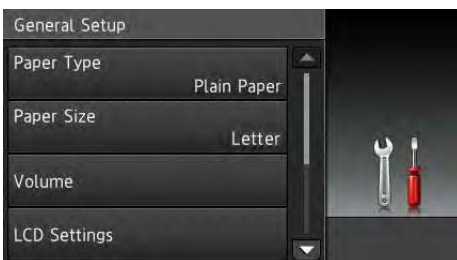 General Setup
Paper Type
Plain Paper
Paper Size
Letter
Volume
LCD Settings